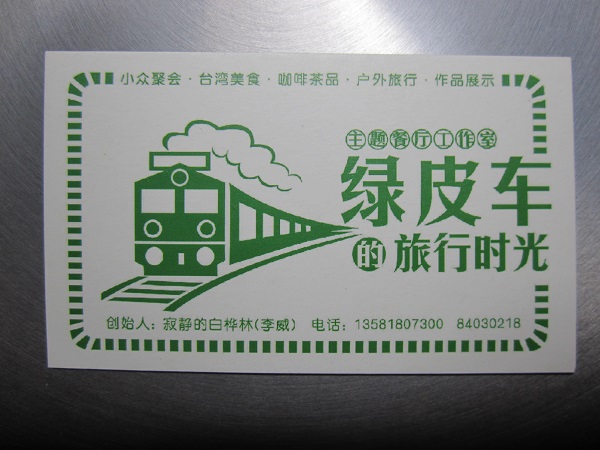 小众聚会·台湾美食·咖啡茶品·户外旅行·作品展示
主题餐厅工作室
绿皮车
的旅行时光
创始人：寂静的白桦林(李威) 电话：13581807300 84030218